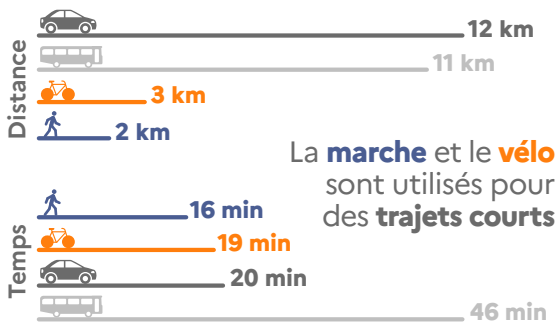 Distance
12 km
11 km
3 km
2 km
La marche et le vélo
sont utilisés pour
des trajets courts
Temps
16 min
19 min
20 min
46 min